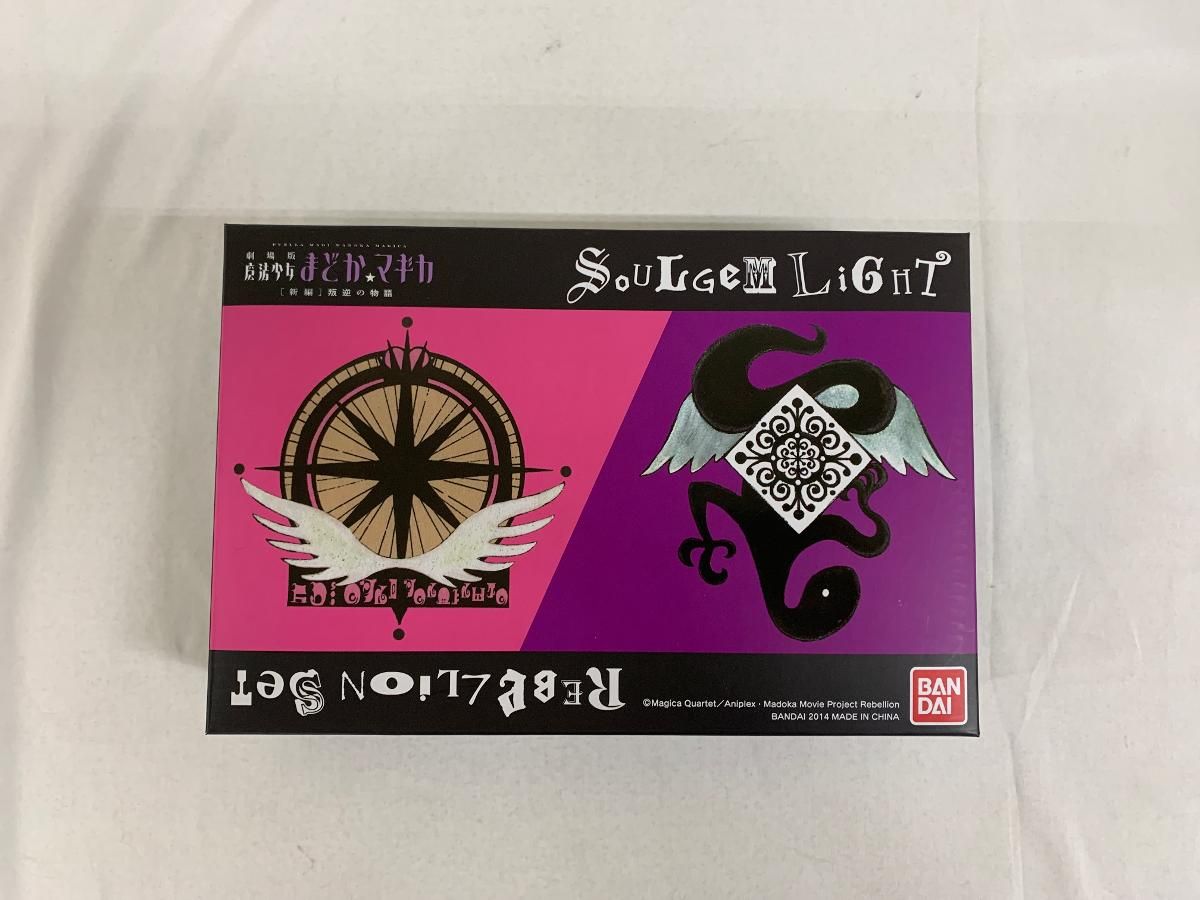 PUELLA MAGI MADOKA MAGICA
劇場版
魔法少女まどか★マギカ
[新編]叛逆の物語
SOULGEM LiGHT
REBELLiON SET
©Magica Quartet／Aniplex・Madoka Movie Project Rebellion
BANDAI 2014 MADE IN CHINA
BAN
DAI